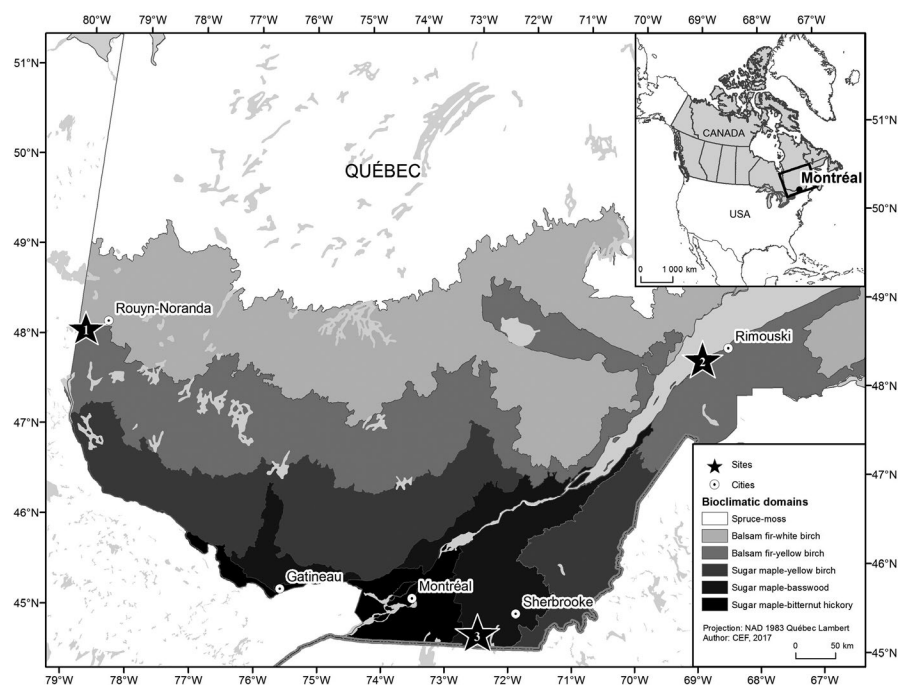 80°W 79°W 78°W 77°W 76°W 75°W 74°W 73°W 72°W 71°W 70°W 69°W 68°W 67°W
51°N
50°N
49°N
48°N
47°N
46°N
45°N
QUÉBEC
CANADA
Montréal
USA
0 1 000 km
51°N
50°N
49°N
48°N
47°N
46°N
45°N
Rouyn-Noranda
1
Rimouski
2
Gatineau
Montréal
Sherbrooke
3
Sites
Cities
Bioclimatic domains
Spruce-moss
Balsam fir-white birch
Balsam fir-yellow birch
Sugar maple-yellow birch
Sugar maple-basswood
Sugar maple-bitternut hickory
Projection: NAD 1983 Québec Lambert
Author: CEF, 2017
0 50 km
79°W 78°W 77°W 76°W 75°W 74°W 73°W 72°W 71°W 70°W 69°W 68°W 67°W